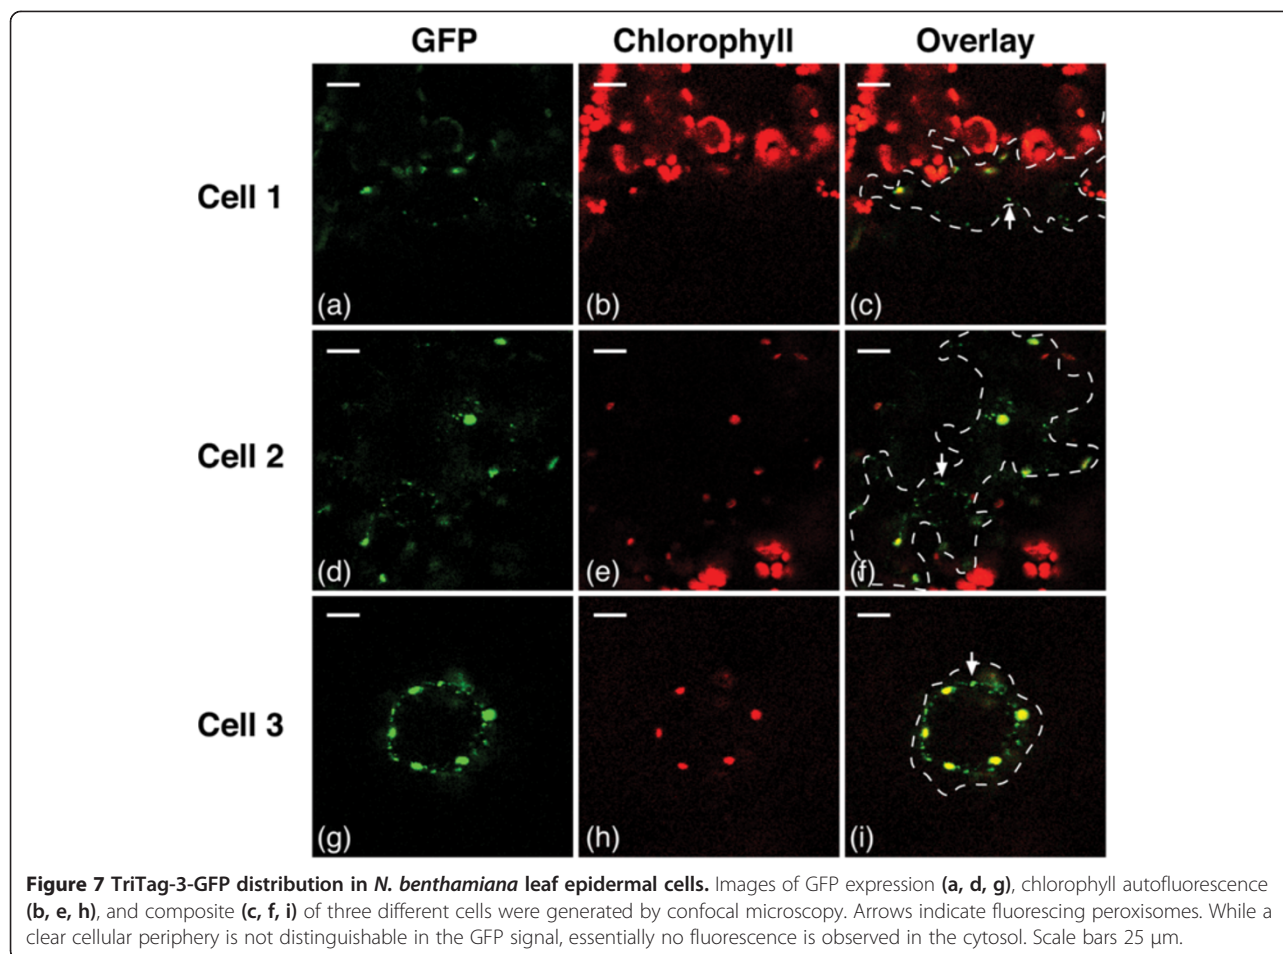 GFP Chlorophyll Overlay
Cell 1
(a) (b) (c)
Cell 2
(d) (e) (f)
Cell 3
(g) (h) (i)
Figure 7 TriTag-3-GFP distribution in N. benthamiana leaf epidermal cells. Images of GFP expression (a, d, g), chlorophyll autofluorescence
(b, e, h), and composite (c, f, i) of three different cells were generated by confocal microscopy. Arrows indicate fluorescing peroxisomes. While a
clear cellular periphery is not distinguishable in the GFP signal, essentially no fluorescence is observed in the cytosol. Scale bars 25 μm.